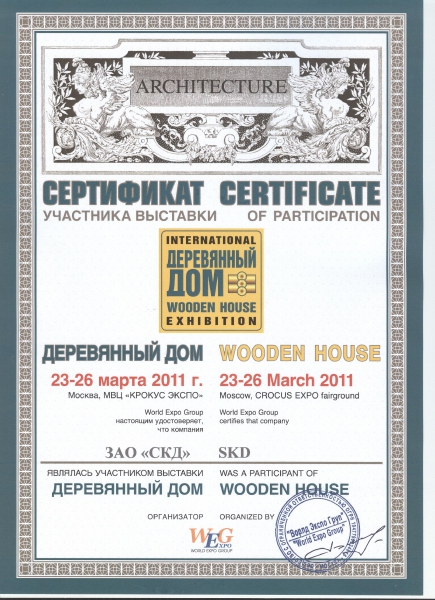 ARCHITECTURE
СЕРТИФИКАТ CERTIFICATE
УЧАСТНИКА ВЫСТАВКИ OF PARTICIPATION
INTERNATIONAL
ДЕРЕВЯННЫЙ
ДОМ
WOODEN HOUSE
EXHIBITION
ДЕРЕВЯННЫЙ ДОМ WOODEN HOUSE
23-26 марта 2011 г. 23-26 March 2011
Москва, МВЦ «КРОКУС ЭКСПО» Moscow, CROCUS EXPO fairground
World Expo Group World Expo Group
настоящим удостоверяет, certifies that company
что компания
ЗАО «СКД» SKD
ЯВЛЯЛАСЬ УЧАСТНИКОМ ВЫСТАВКИ WAS A PARTICIPANT OF
ДЕРЕВЯННЫЙ ДОМ WOODEN HOUSE
ОРГАНИЗАТОР ORGANIZED BY
WEG
EXPO
WORLD EXPO GROUP
"Ворлд Экспо Груп"
"World Expo Group"